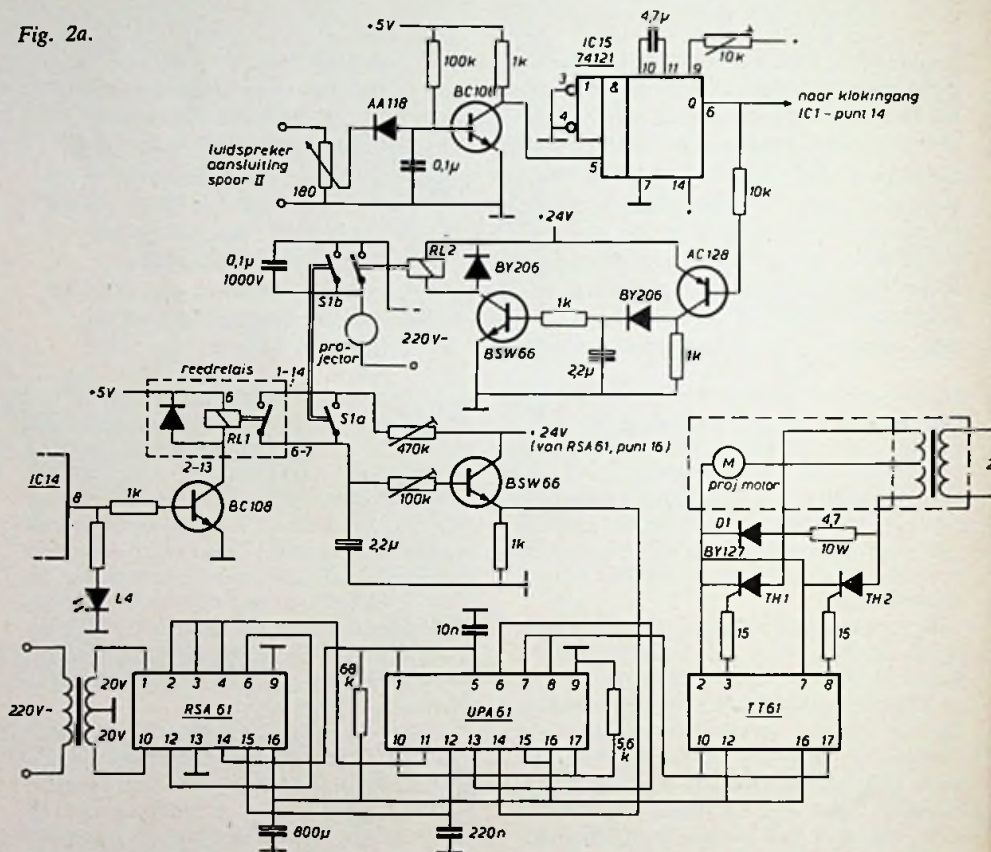 Fig. 2a.
+5V
100k
1k
BC108
AA118
0,1µ
luidspreker
aansluiting
spoor II
180
IC15
74121
4,7µ
10k
3
1
&
4
5
10
11
9
Q
6
7
14
naar klokingang
IC1 - punt 14
10k
+24V
0,1µ
1000V
S1b
RL2
BY206
1k
BY206
AC128
pro-
jector
220V~
BSW66
2,2µ
1k
reedrelais
1-14
+5V
6
RL1
S1a
6-7
2-13
470k
+24V
(van RSA61, punt 16)
100k
BSW66
IC14
8
1k
BC108
2,2µ
1k
L4
M
proj motor
D1
BY127
4,7
10W
TH1
TH2
15
15
10n
220V~
20V
20V
1 2 3 4 6 9
RSA 61
10 12 13 14 15 16
68
k
1 5 6 7 8 9
UPA61
10 11 12 13 14 15 16 17
5,6
k
2 3 7 8
TT61
10 12 16 17
800µ
220n